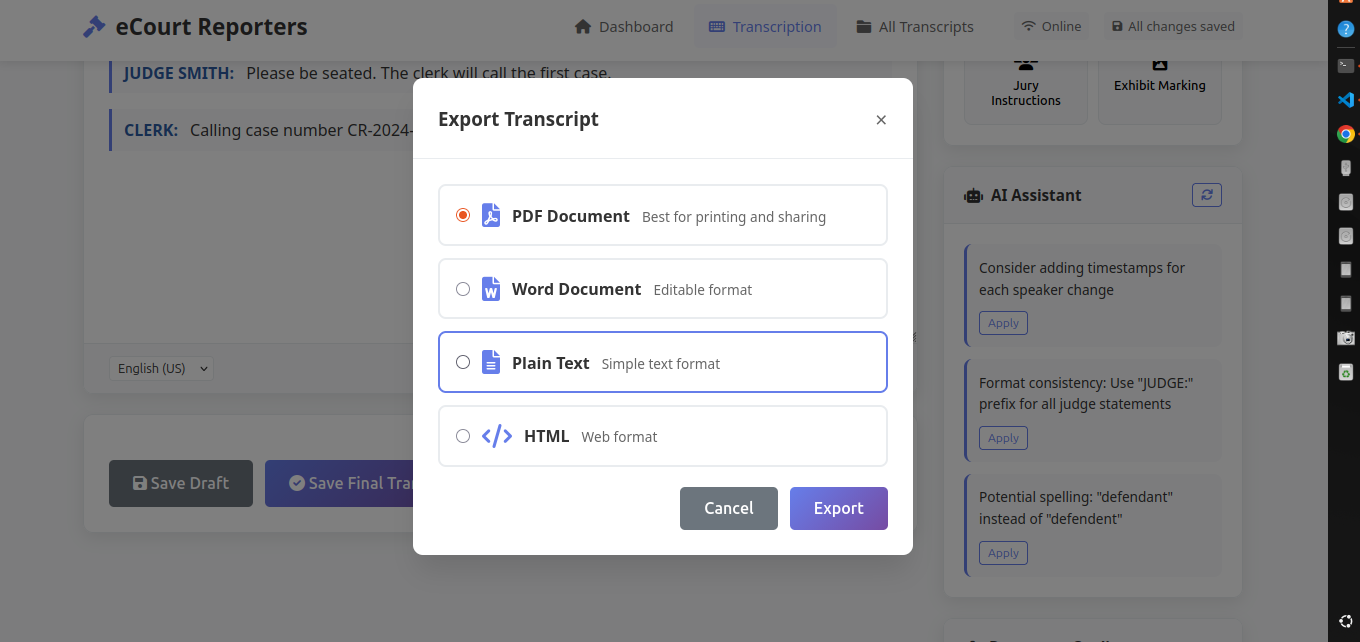 eCourt Reporters
Dashboard
Transcription
All Transcripts
Online
All changes saved
JUDGE SMITH: Please be seated. The clerk will call the first case.
CLERK: Calling case number CR-2024-
English (US)
Save Draft
Save Final Tra
Export Transcript
×
PDF Document Best for printing and sharing
Word Document Editable format
Plain Text Simple text format
HTML Web format
Cancel
Export
Jury
Instructions
Exhibit Marking
AI Assistant
Consider adding timestamps for
each speaker change
Apply
Format consistency: Use "JUDGE:"
prefix for all judge statements
Apply
Potential spelling: "defendant"
instead of "defendent"
Apply